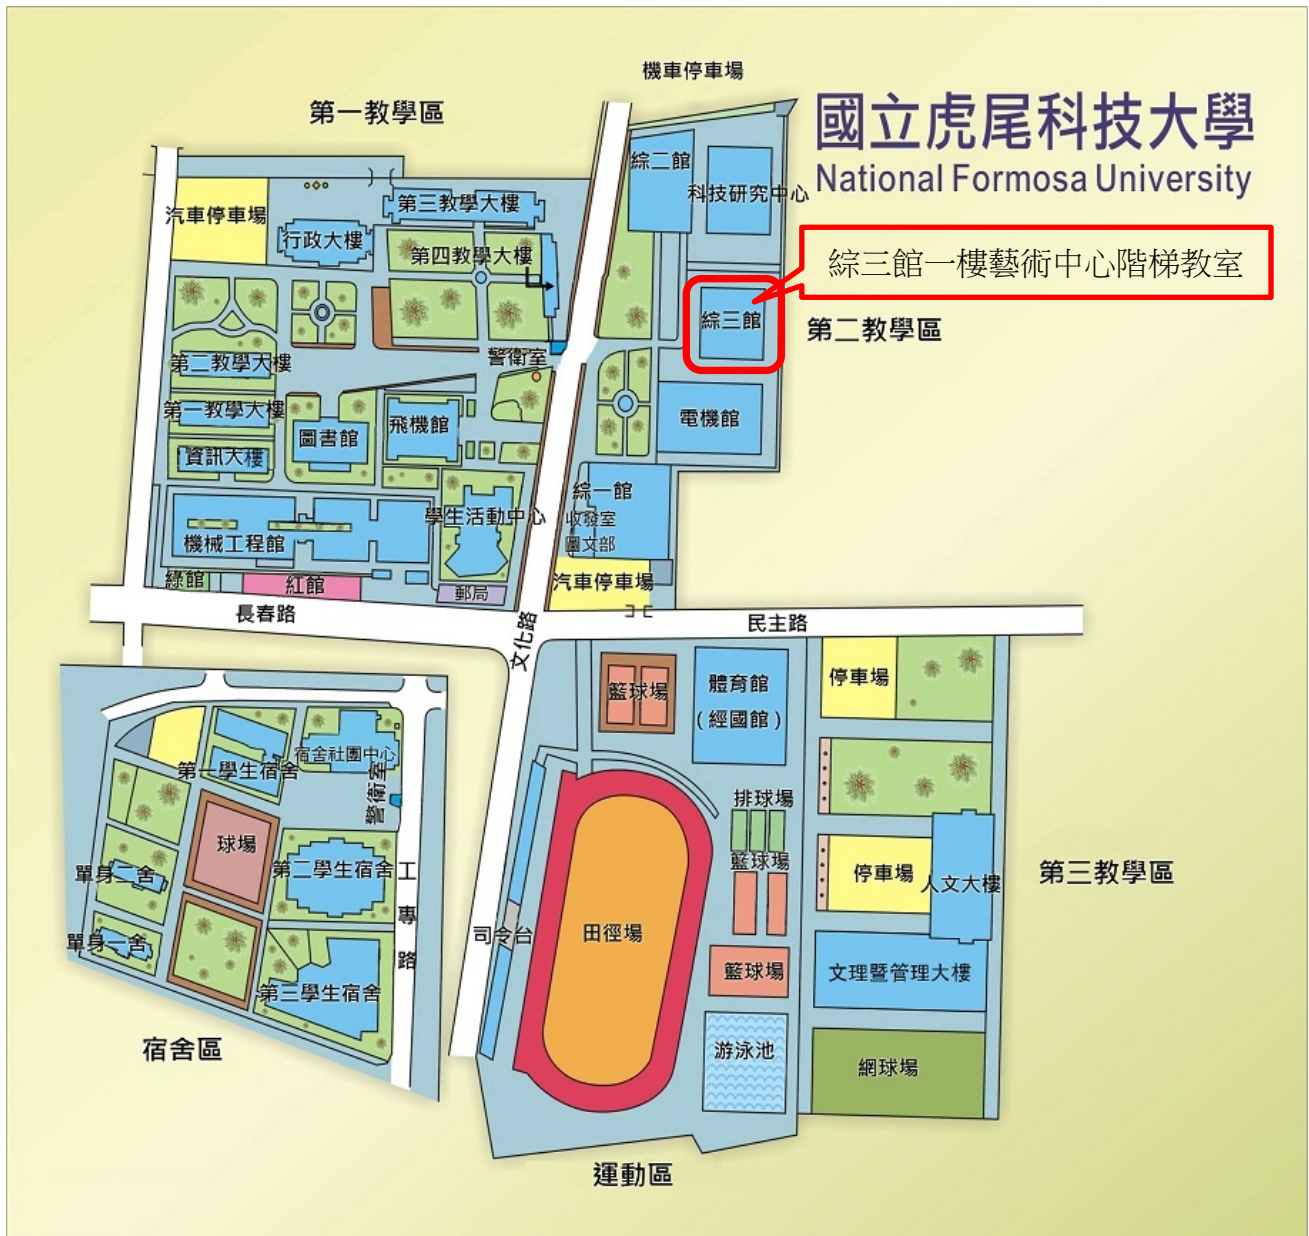 機車停車場
第一教學區
國立虎尾科技大學
National Formosa University
綜二館
科技研究中心
汽車停車場
第三教學大樓
行政大樓
第四教學大樓
綜三館一樓藝術中心階梯教室
綜三館
第二教學區
警衛室
第二教學大樓
第一教學大樓
圖書館
飛機館
電機館
資訊大樓
綜一館
收發室
圖文部
學生活動中心
機械工程館
綠館
紅館
郵局
汽車停車場
長春路
文化路
民主路
籃球場
體育館
(經國館)
停車場
宿舍社團中心
第一學生宿舍
警衛室
排球場
球場
籃球場
第二學生宿舍
工專路
單身二舍
停車場
人文大樓
第三教學區
單身一舍
司令台
田徑場
籃球場
文理暨管理大樓
第三學生宿舍
宿舍區
游泳池
網球場
運動區